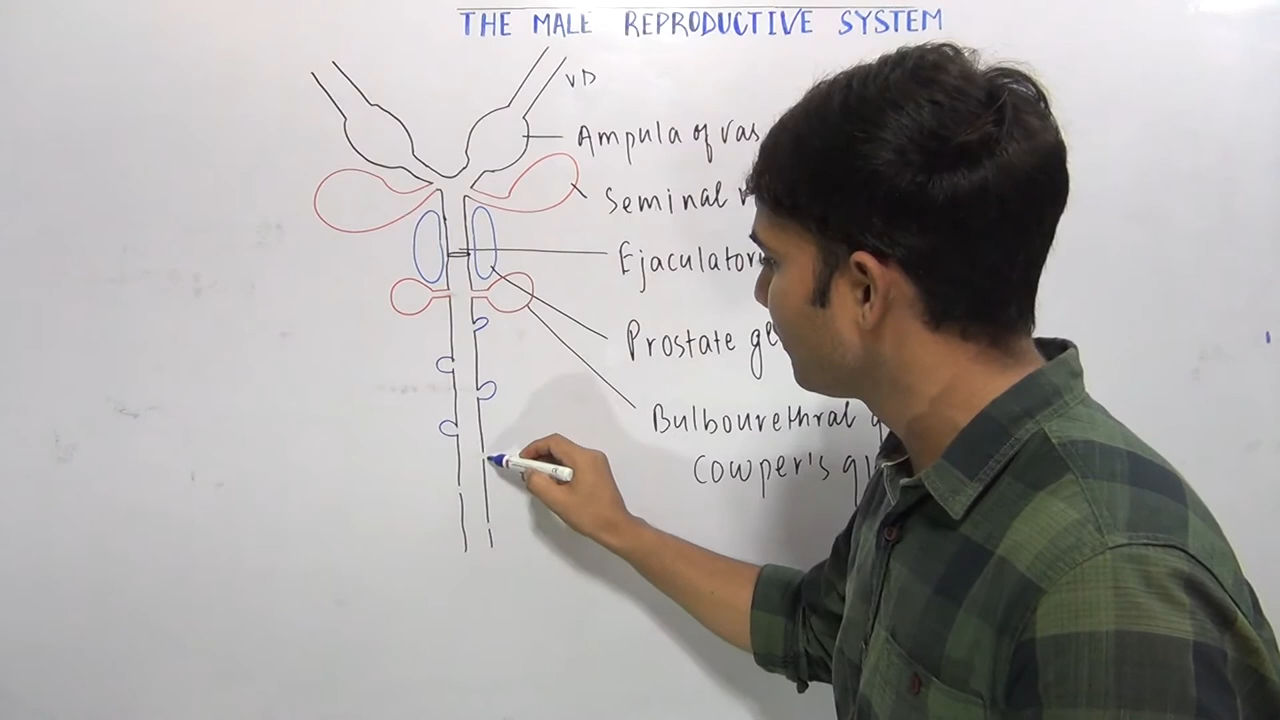 THE MALE REPRODUCTIVE SYSTEM
VD
Ampula of vas
Seminal
Ejaculator
Prostate
Bulbourethral
Cowper's